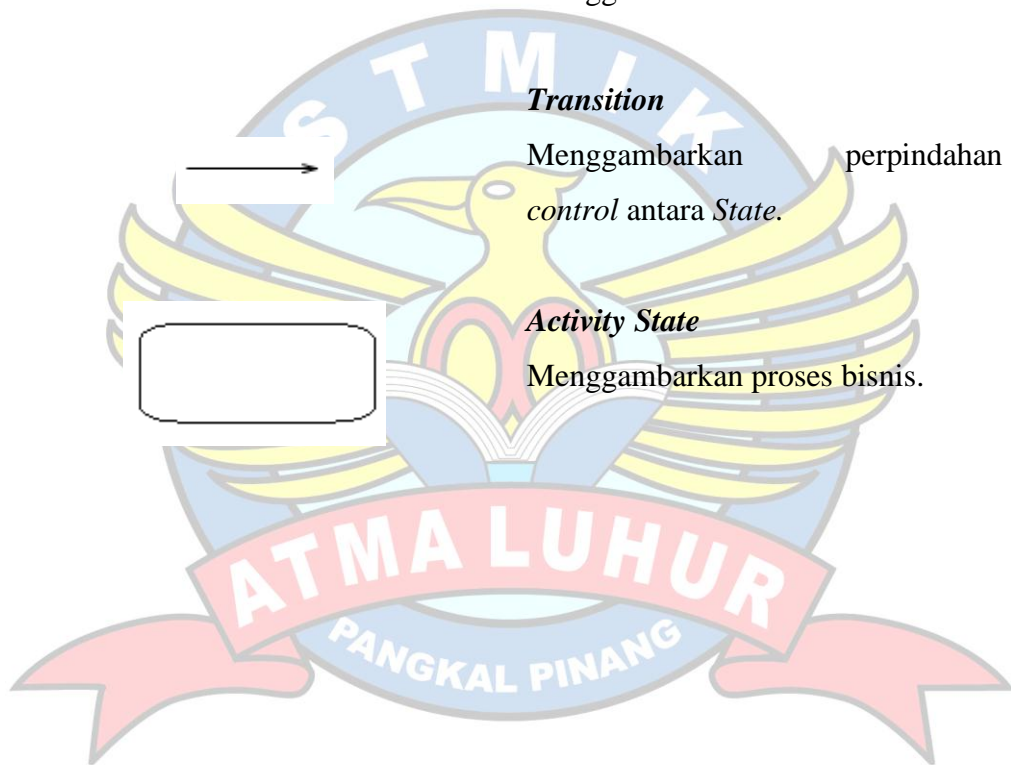 STMIK
Transition
Menggambarkan perpindahan
control antara State.
Activity State
Menggambarkan proses bisnis.
ATMA LUHUR
PANGKAL PINANG